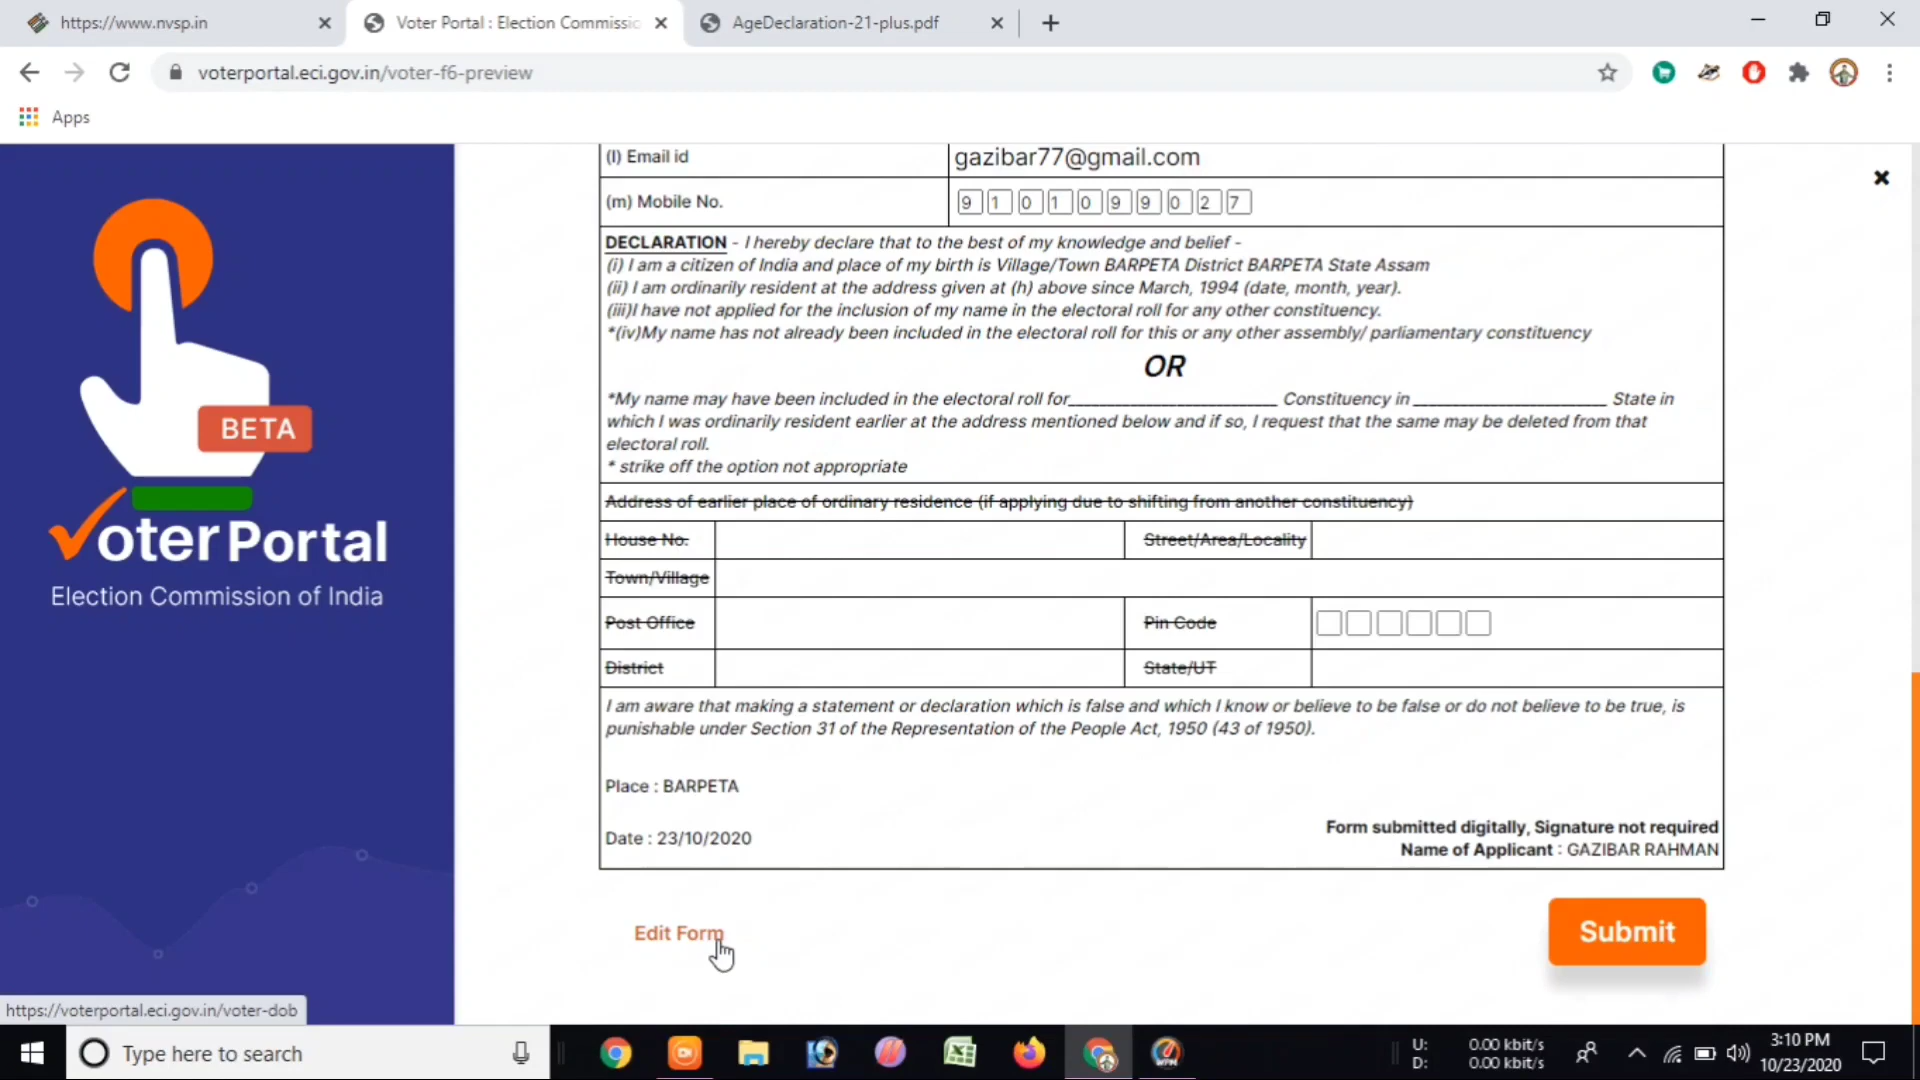 https://www.nvsp.in
Voter Portal : Election Commissio
AgeDeclaration-21-plus.pdf
voterportal.eci.gov.in/voter-f6-preview
Apps
BETA
Voter Portal
Election Commission of India
(l) Email id gazibar77@gmail.com
(m) Mobile No. 9 1 0 1 0 9 9 0 2 7
DECLARATION - I hereby declare that to the best of my knowledge and belief -
(i) I am a citizen of India and place of my birth is Village/Town BARPETA District BARPETA State Assam
(ii) I am ordinarily resident at the address given at (h) above since March, 1994 (date, month, year).
(iii)I have not applied for the inclusion of my name in the electoral roll for any other constituency.
*(iv)My name has not already been included in the electoral roll for this or any other assembly/ parliamentary constituency
OR
*My name may have been included in the electoral roll for_______________________ Constituency in _____________________ State in
which I was ordinarily resident earlier at the address mentioned below and if so, I request that the same may be deleted from that
electoral roll.
* strike off the option not appropriate
Address of earlier place of ordinary residence (if applying due to shifting from another constituency)
House No. Street/Area/Locality
Town/Village
Post Office Pin Code
District State/UT
I am aware that making a statement or declaration which is false and which I know or believe to be false or do not believe to be true, is
punishable under Section 31 of the Representation of the People Act, 1950 (43 of 1950).
Place : BARPETA
Date : 23/10/2020
Form submitted digitally, Signature not required
Name of Applicant : GAZIBAR RAHMAN
Edit Form
Submit
https://voterportal.eci.gov.in/voter-dob
Type here to search
U: 0.00 kbit/s
D: 0.00 kbit/s
3:10 PM
10/23/2020